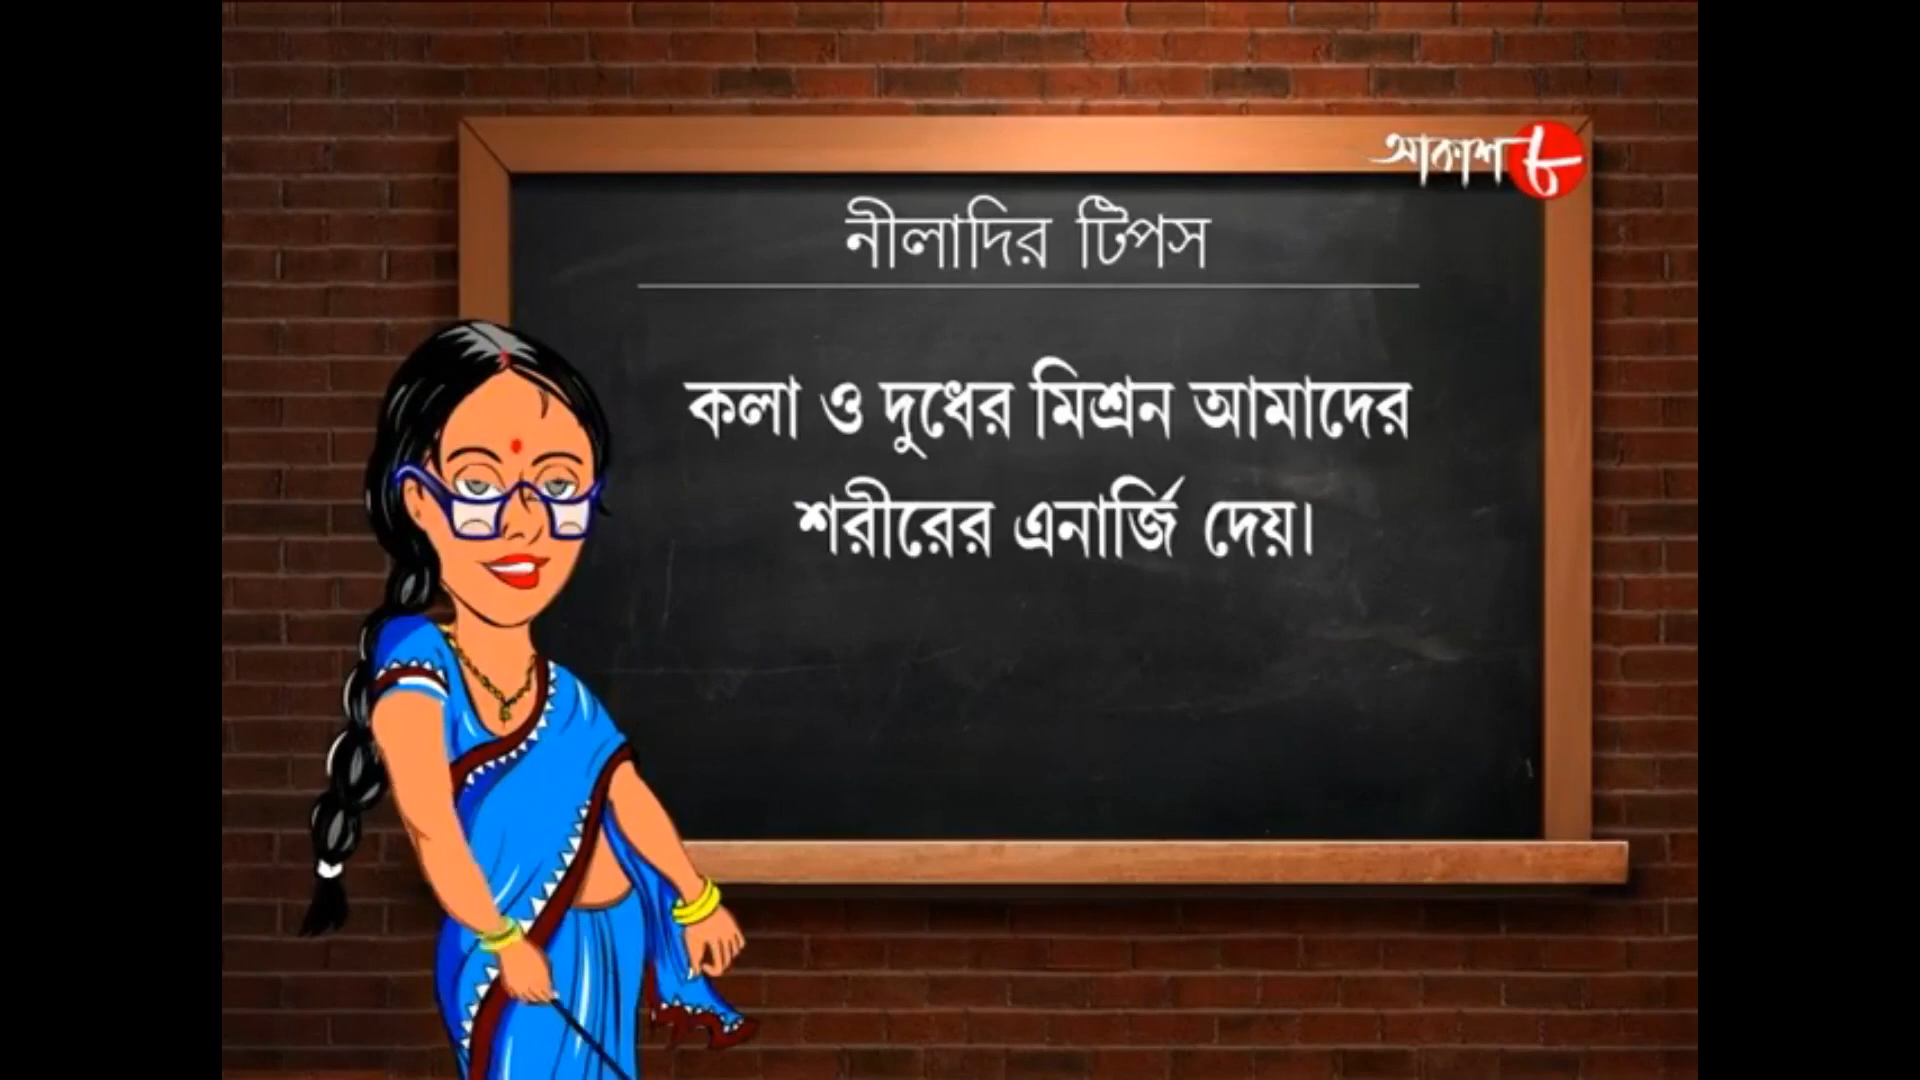 আকাশ ৮
নীলাদির টিপস
কলা ও দুধের মিশ্রন আমাদের
শরীরের এনার্জি দেয়।